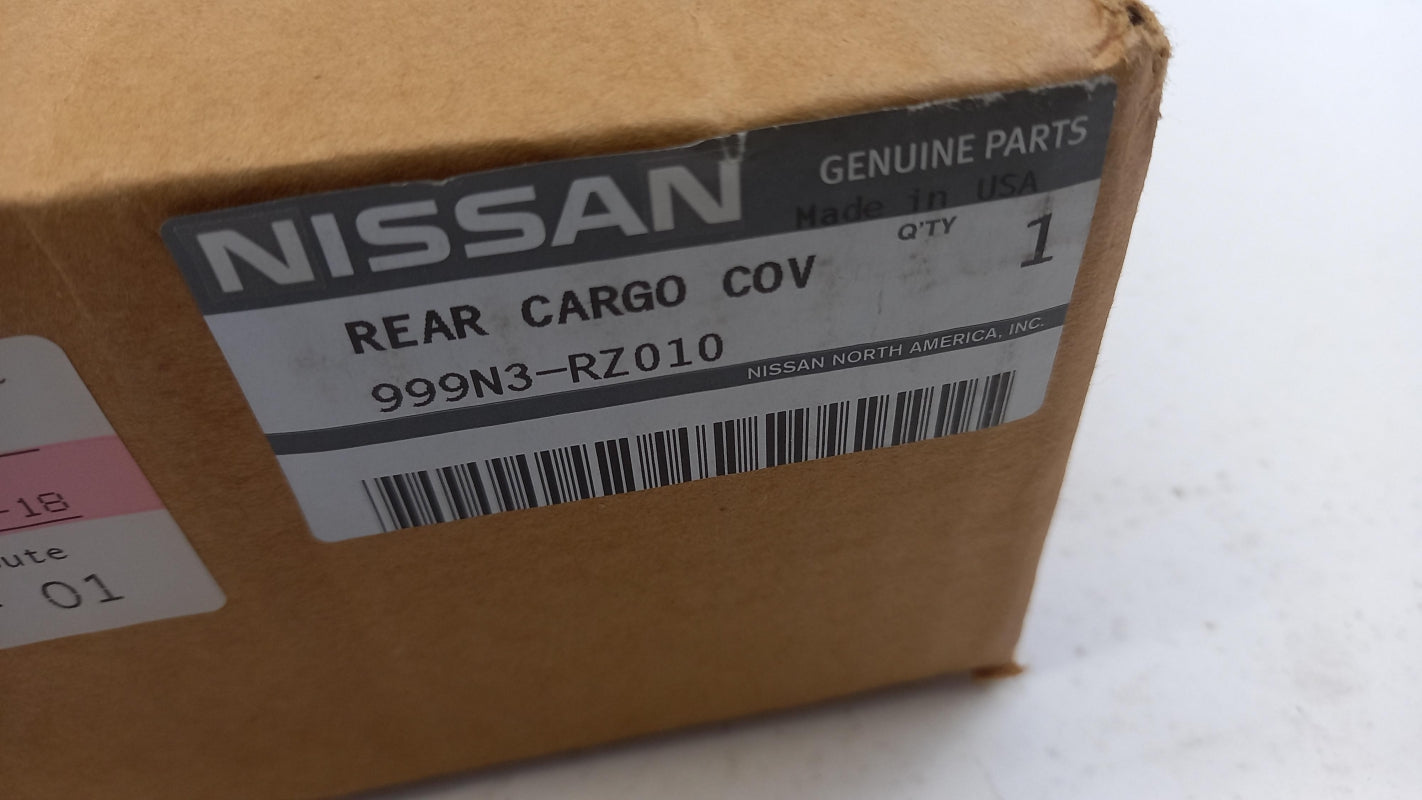 NISSAN
GENUINE PARTS
Made in USA
Q'TY 1
REAR CARGO COV
999N3-RZ010
NISSAN NORTH AMERICA, INC.
-18
01